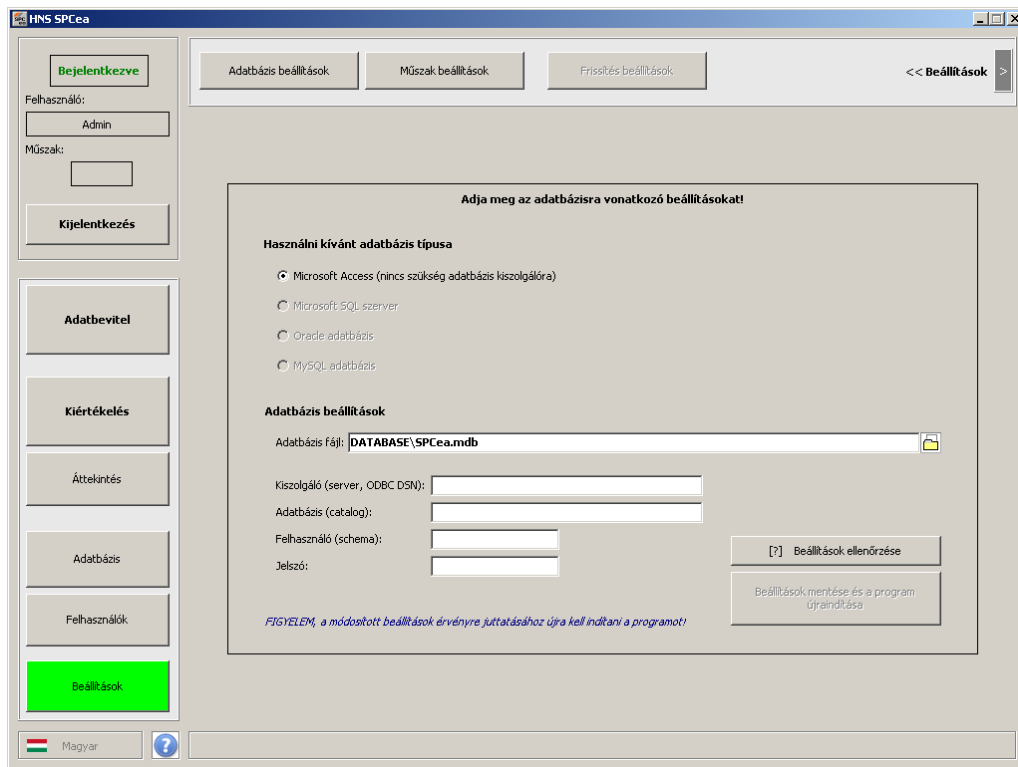 HNS SPCea
Bejelentkezve
Felhasználó:
Admin
Műszak:
Kijelentkezés
Adatbevitel
Kiértékelés
Áttekintés
Adatbázis
Felhasználók
Beállítások
Magyar
Adatbázis beállítások
Műszak beállítások
Frissítés beállítások
<< Beállítások
>
Adja meg az adatbázisra vonatkozó beállításokat!
Használni kívánt adatbázis típusa
Microsoft Access (nincs szükség adatbázis kiszolgálóra)
Microsoft SQL szerver
Oracle adatbázis
MySQL adatbázis
Adatbázis beállítások
Adatbázis fájl: DATABASE\SPCea.mdb
Kiszolgáló (server, ODBC DSN):
Adatbázis (catalog):
Felhasználó (schema):
Jelszó:
[?] Beállítások ellenőrzése
Beállítások mentése és a program
újraindítása
FIGYELEM, a módosított beállítások érvényre juttatásához újra kell indítani a programot!